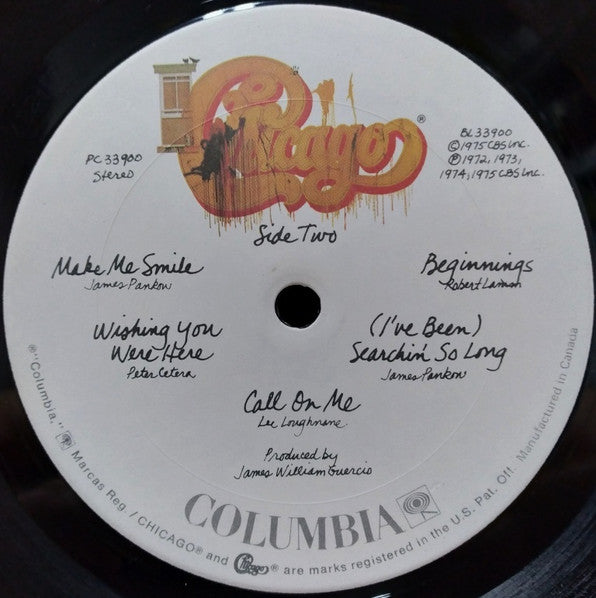 Chicago®
PC 33900
Stereo
BL 33900
Ⓒ1975 CBS Inc.
Ⓟ1972, 1973,
1974, 1975 CBS Inc.
Side Two
Make Me Smile
James Pankow
Beginnings
Robert Lamm
Wishing You
Were Here
Peter Cetera
(I've Been)
Searchin' So Long
James Pankow
Call On Me
Lee Loughnane
Produced by
James William Guercio
COLUMBIA
®"Columbia," Marcas Reg. / CHICAGO® and Chicago® are marks registered in the U.S. Pat. Off. Manufactured in Canada